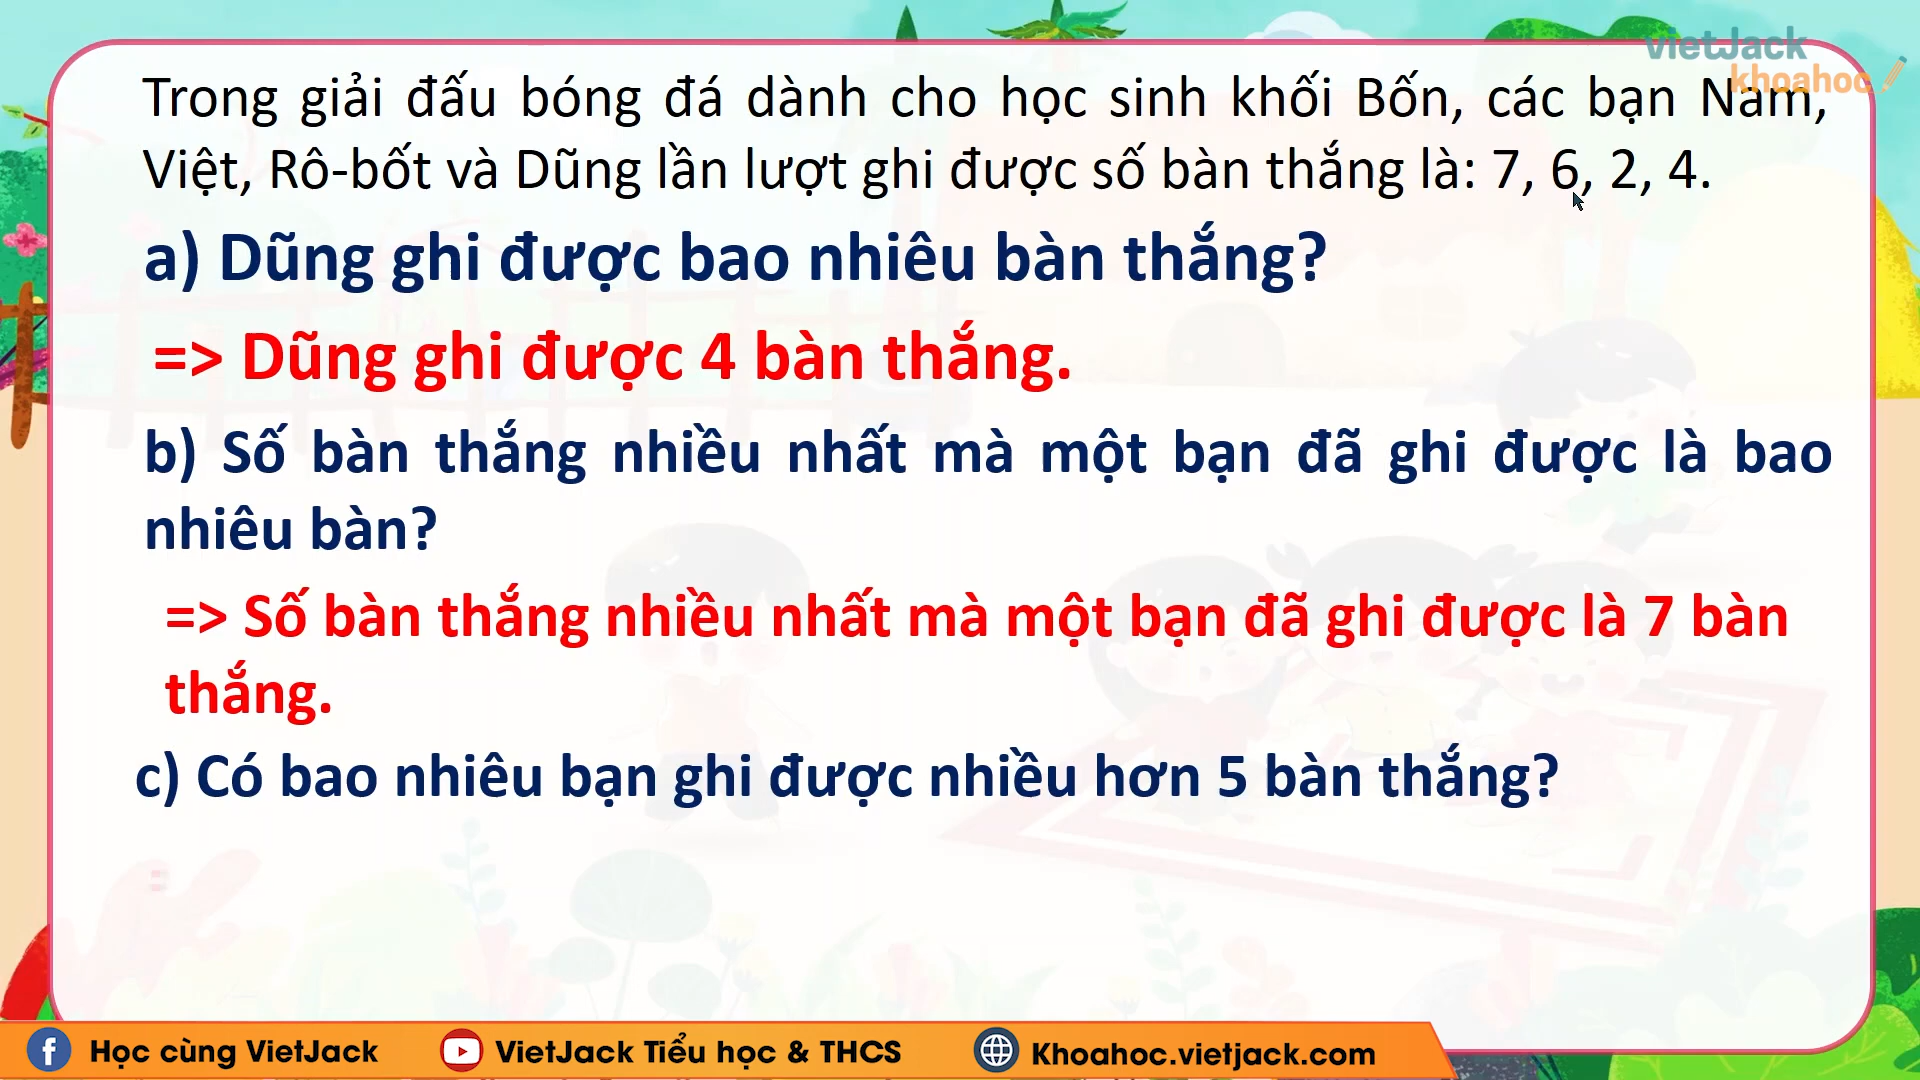 vietJack
khoahoc
Trong giải đấu bóng đá dành cho học sinh khối Bốn, các bạn Nam,
Việt, Rô-bốt và Dũng lần lượt ghi được số bàn thắng là: 7, 6, 2, 4.
a) Dũng ghi được bao nhiêu bàn thắng?
=> Dũng ghi được 4 bàn thắng.
b) Số bàn thắng nhiều nhất mà một bạn đã ghi được là bao
nhiêu bàn?
=> Số bàn thắng nhiều nhất mà một bạn đã ghi được là 7 bàn
thắng.
c) Có bao nhiêu bạn ghi được nhiều hơn 5 bàn thắng?
Học cùng VietJack
VietJack Tiểu học & THCS
Khoahoc.vietjack.com